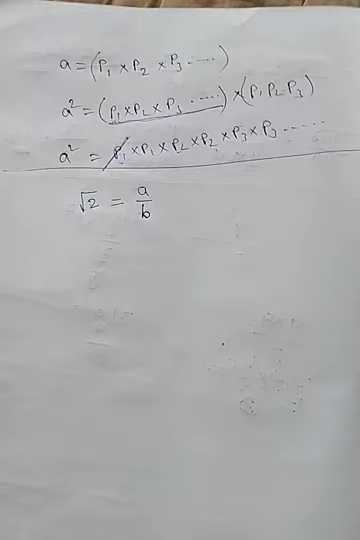 a = (P₁ × P₂ × P₃ .....)
a² = (P₁ × P₂ × P₃ .....) × (P₁ P₂ P₃)
a² = P₁ × P₁ × P₂ × P₂ × P₃ × P₃ ......
√2 = a/b